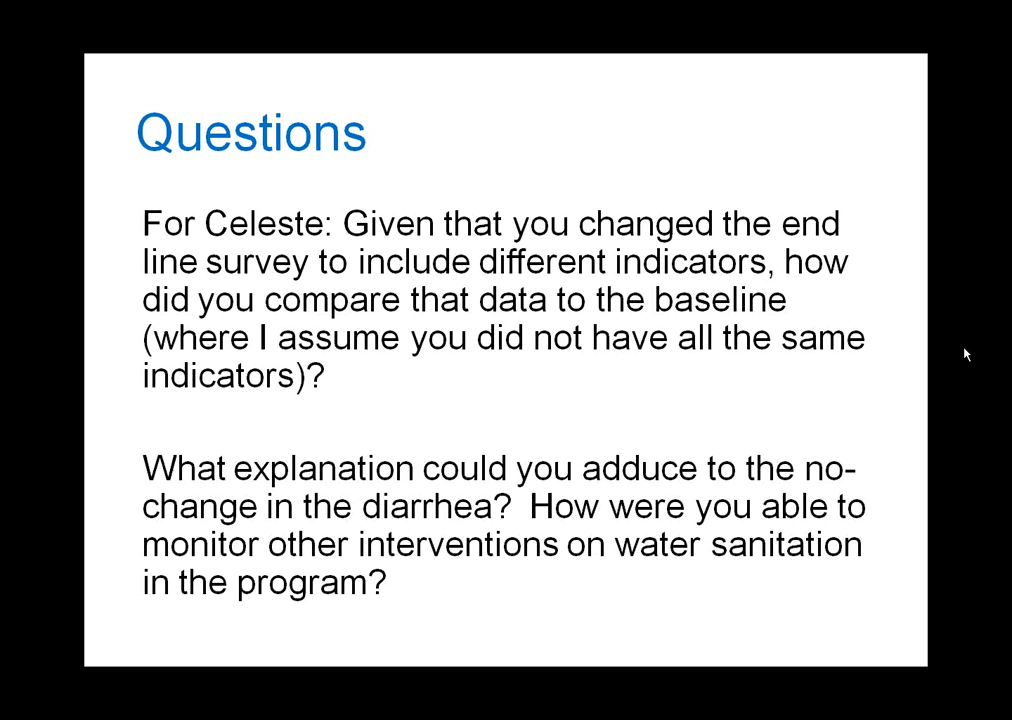 Questions
For Celeste: Given that you changed the end
line survey to include different indicators, how
did you compare that data to the baseline
(where I assume you did not have all the same
indicators)?
What explanation could you adduce to the no-
change in the diarrhea?  How were you able to
monitor other interventions on water sanitation
in the program?